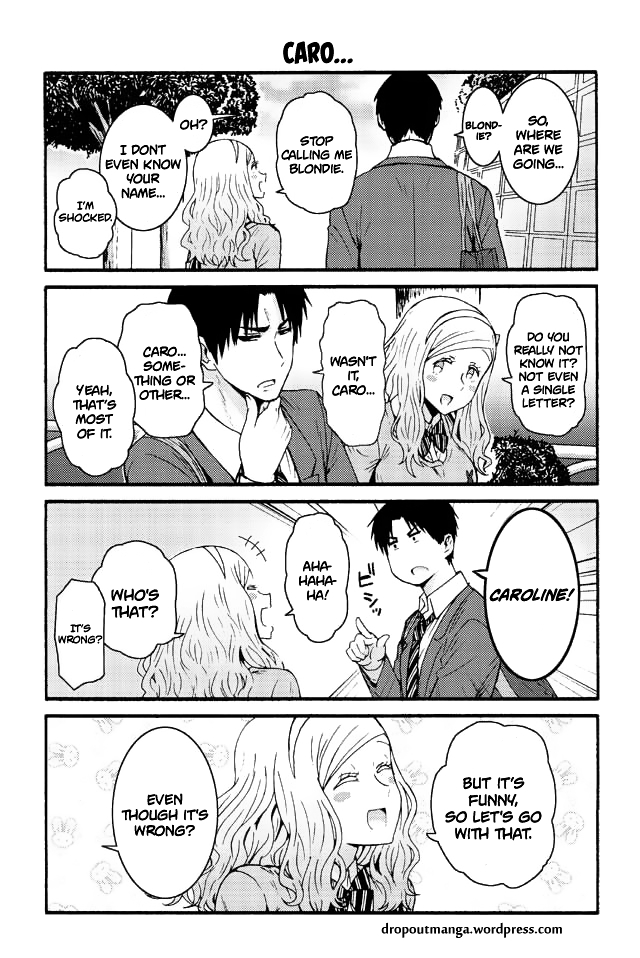 CARO...
SO,
WHERE
ARE WE
GOING...
BLOND-
IE?
STOP
CALLING ME
BLONDIE.
OH?
I DONT
EVEN KNOW
YOUR
NAME...
I'M
SHOCKED.
DO YOU
REALLY NOT
KNOW IT?
NOT EVEN
A SINGLE
LETTER?
WASN'T
IT,
CARO...
CARO...
SOME-
THING OR
OTHER...
YEAH,
THAT'S
MOST
OF IT.
CAROLINE!
ビシッ
AHA-
HAHA-
HA!
WHO'S
THAT?
IT'S
WRONG?
BUT IT'S
FUNNY,
SO LET'S GO
WITH THAT.
EVEN
THOUGH IT'S
WRONG?
dropoutmanga.wordpress.com